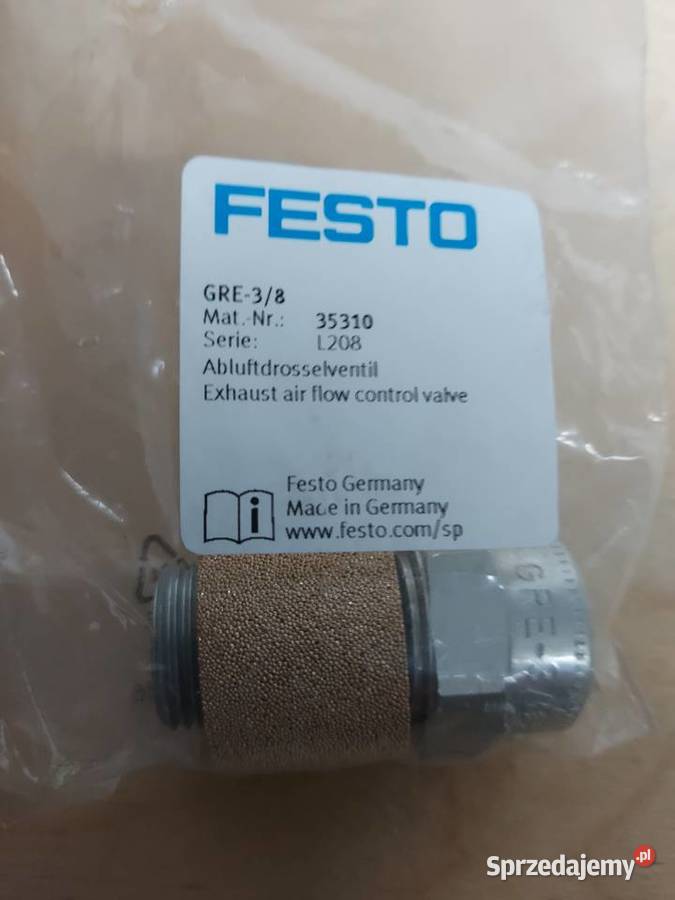 FESTO
GRE-3/8
Mat.-Nr.: 35310
Serie: L208
Abluftdrosselventil
Exhaust air flow control valve
i
Festo Germany
Made in Germany
www.festo.com/sp
GRE-
Sprzedajemy.pl